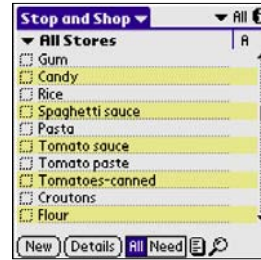 Stop and Shop All
All Stores A
Gum
Candy
Rice
Spaghetti sauce
Pasta
Tomato sauce
Tomato paste
Tomatoes-canned
Croutons
Flour
New Details All Need